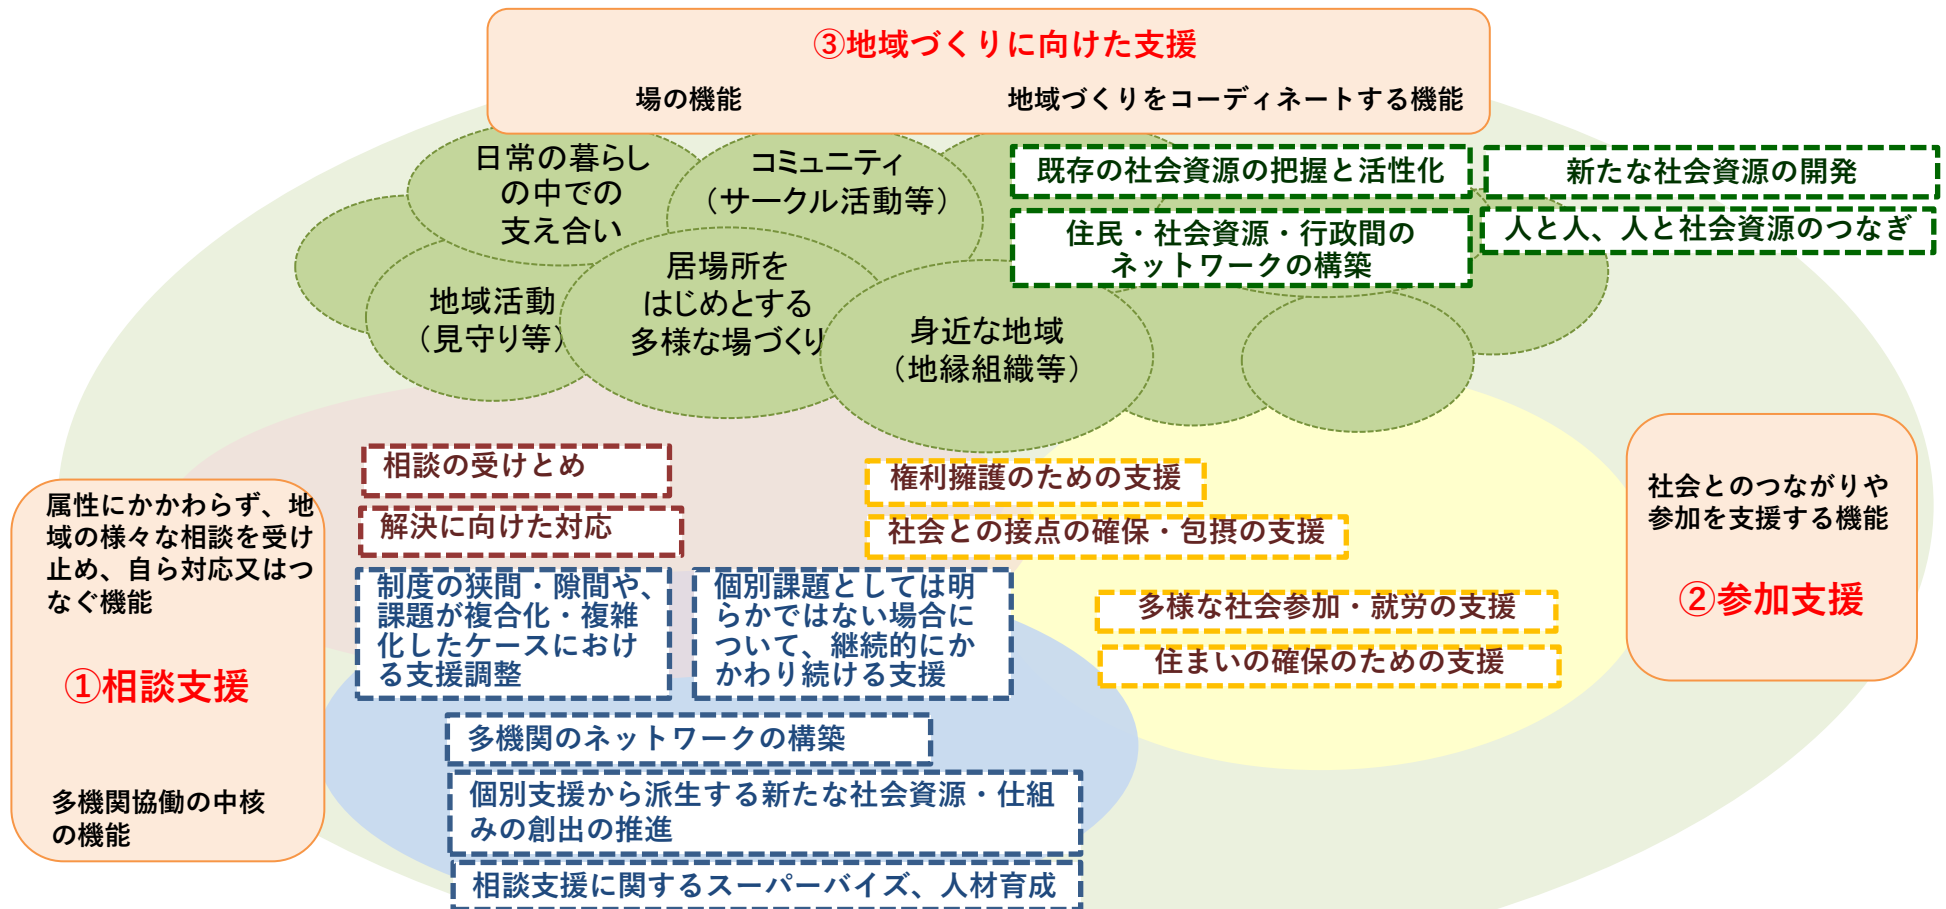 ③地域づくりに向けた支援
場の機能
地域づくりをコーディネートする機能
日常の暮らし
の中での
支え合い
コミュニティ
（サークル活動等）
既存の社会資源の把握と活性化
新たな社会資源の開発
住民・社会資源・行政間の
ネットワークの構築
人と人、人と社会資源のつなぎ
地域活動
（見守り等）
居場所を
はじめとする
多様な場づくり
身近な地域
（地縁組織等）
相談の受けとめ
解決に向けた対応
権利擁護のための支援
社会との接点の確保・包摂の支援
社会とのつながりや
参加を支援する機能
②参加支援
属性にかかわらず、地
域の様々な相談を受け
止め、自ら対応又はつ
なぐ機能
①相談支援
多機関協働の中核
の機能
制度の狭間・隙間や、
課題が複合化・複雑
化したケースにおけ
る支援調整
個別課題としては明
らかではない場合に
ついて、継続的にか
かわり続ける支援
多様な社会参加・就労の支援
住まいの確保のための支援
多機関のネットワークの構築
個別支援から派生する新たな社会資源・仕組
みの創出の推進
相談支援に関するスーパーバイズ、人材育成